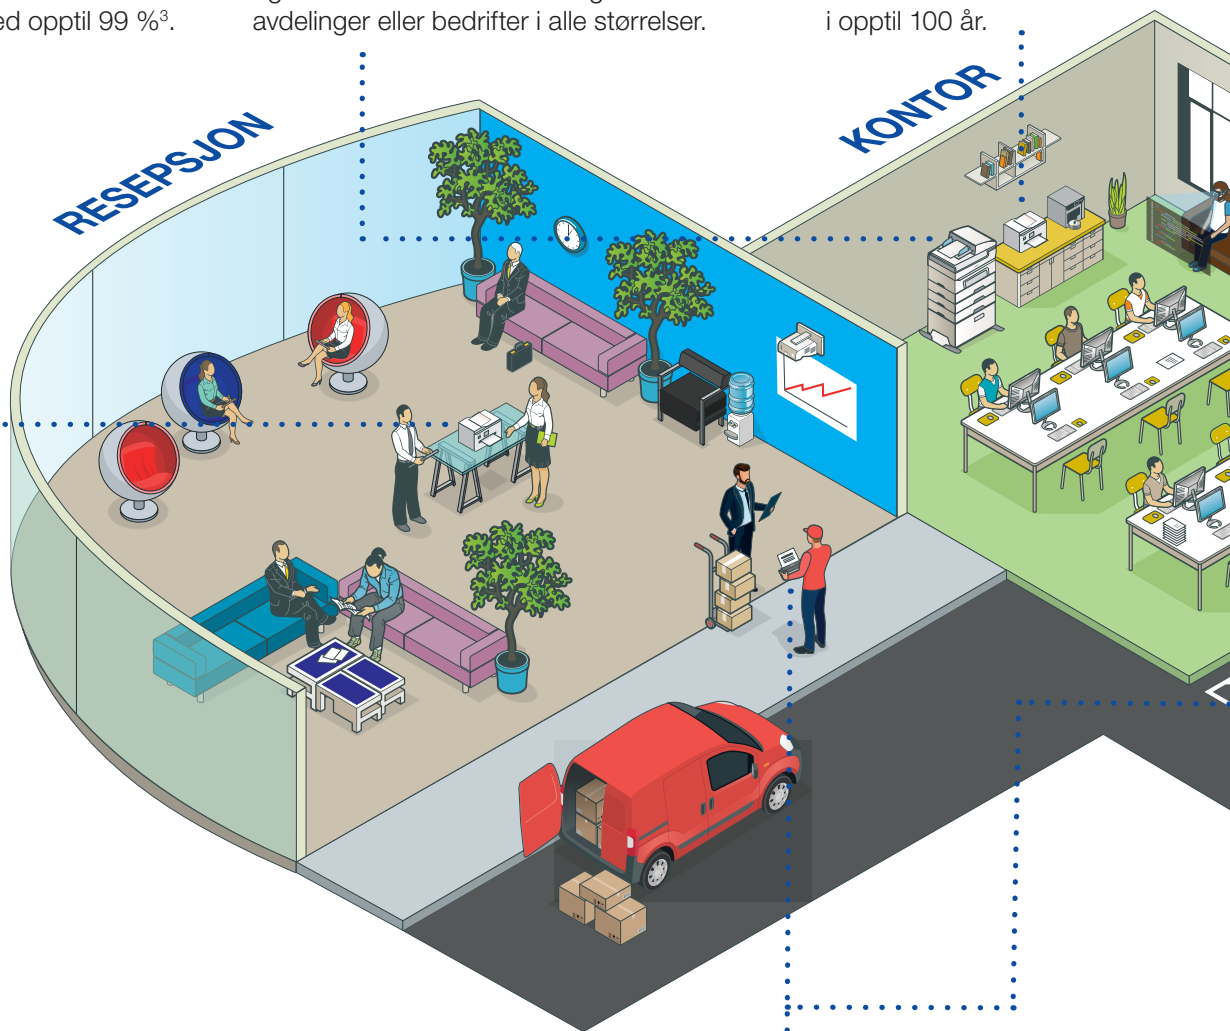 ed opptil 99 %³.
avdelinger eller bedrifter i alle størrelser.
i opptil 100 år.
RESEPSJON
KONTOR